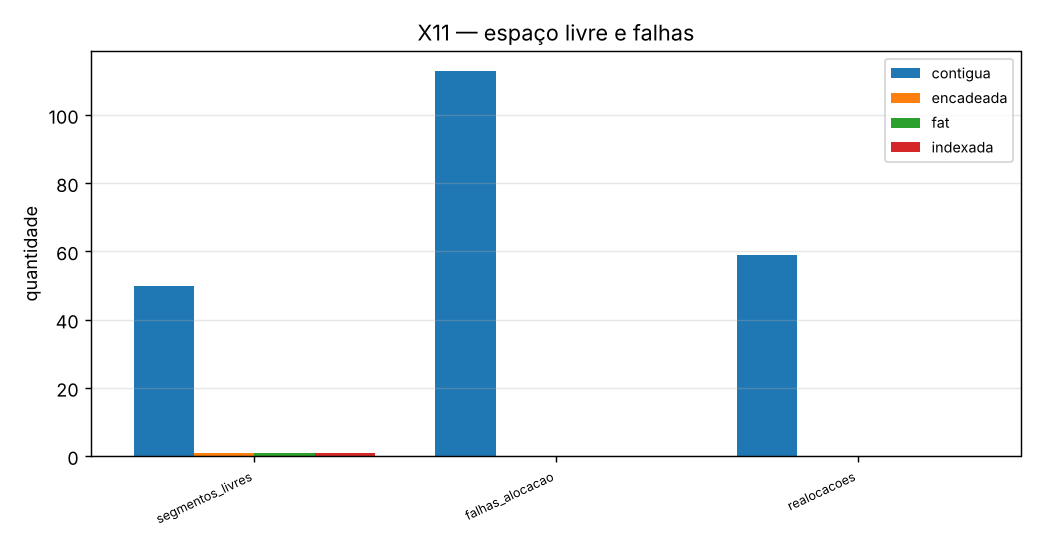 X11 — espaço livre e falhas
contigua
encadeada
fat
indexada
quantidade
100
80
60
40
20
0
segmentos_livres
falhas_alocacao
realocacoes